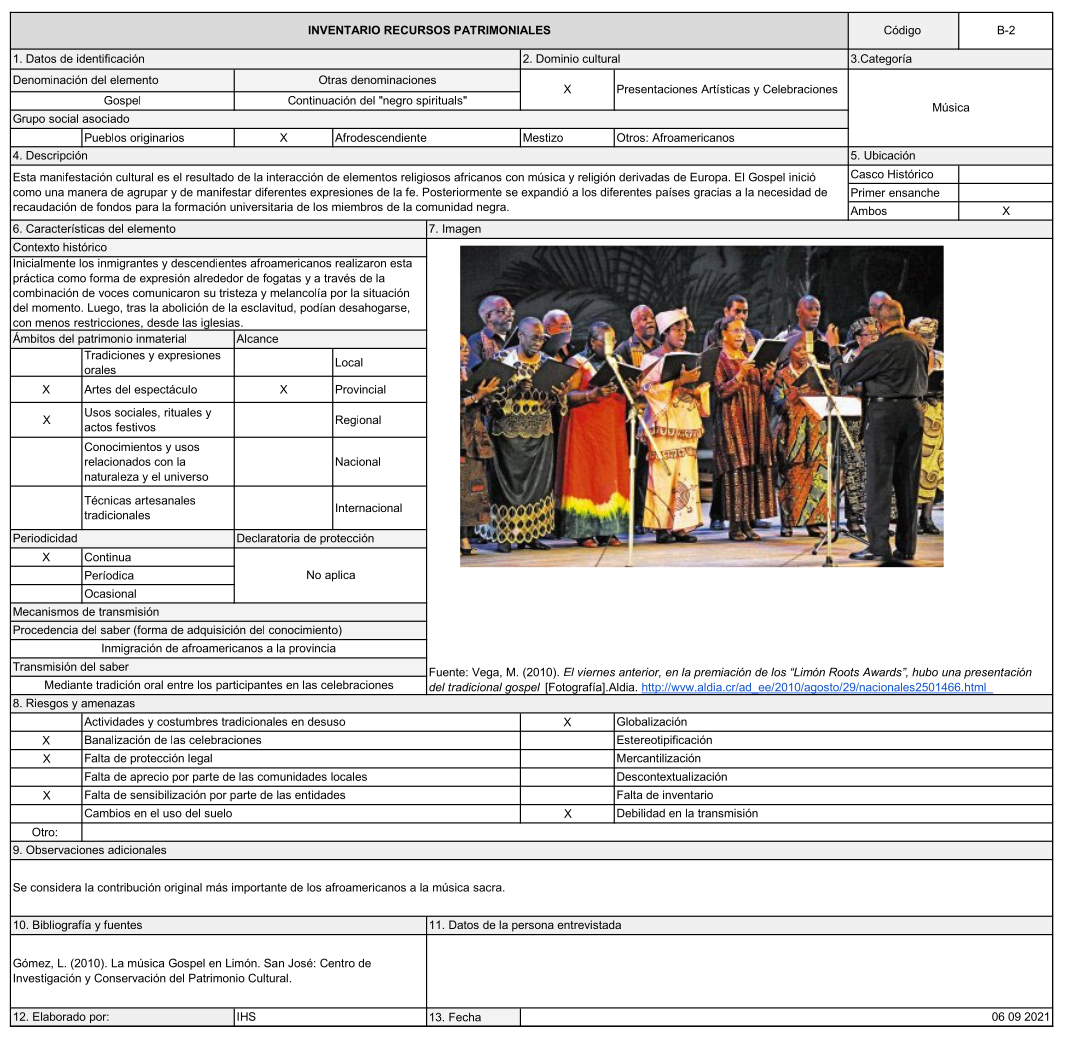 INVENTARIO RECURSOS PATRIMONIALES Código B-2
1. Datos de identificación 2. Dominio cultural 3.Categoría
Denominación del elemento Otras denominaciones
X Presentaciones Artísticas y Celebraciones
Gospel Continuación del "negro spirituals"
Música
Grupo social asociado
Pueblos originarios X Afrodescendiente Mestizo Otros: Afroamericanos
4. Descripción 5. Ubicación
Esta manifestación cultural es el resultado de la interacción de elementos religiosos africanos con música y religión derivadas de Europa. El Gospel inició
como una manera de agrupar y de manifestar diferentes expresiones de la fe. Posteriormente se expandió a los diferentes países gracias a la necesidad de
recaudación de fondos para la formación universitaria de los miembros de la comunidad negra.
Casco Histórico
Primer ensanche
Ambos X
6. Características del elemento 7. Imagen
Contexto histórico
Inicialmente los inmigrantes y descendientes afroamericanos realizaron esta
práctica como forma de expresión alrededor de fogatas y a través de la
combinación de voces comunicaron su tristeza y melancolía por la situación
del momento. Luego, tras la abolición de la esclavitud, podían desahogarse,
con menos restricciones, desde las iglesias.
Ámbitos del patrimonio inmaterial Alcance
Tradiciones y expresiones
orales
Local
X Artes del espectáculo X Provincial
X Usos sociales, rituales y
actos festivos
Regional
Conocimientos y usos
relacionados con la
naturaleza y el universo
Nacional
Técnicas artesanales
tradicionales
Internacional
Periodicidad Declaratoria de protección
X Continua
Períodica
No aplica
Ocasional
Mecanismos de transmisión
Procedencia del saber (forma de adquisición del conocimiento)
Inmigración de afroamericanos a la provincia
Transmisión del saber
Mediante tradición oral entre los participantes en las celebraciones
Fuente: Vega, M. (2010). El viernes anterior, en la premiación de los “Limón Roots Awards”, hubo una presentación
del tradicional gospel [Fotografía].Aldia. http://wvw.aldia.cr/ad_ee/2010/agosto/29/nacionales2501466.html
8. Riesgos y amenazas
Actividades y costumbres tradicionales en desuso X Globalización
X Banalización de las celebraciones Estereotipificación
X Falta de protección legal Mercantilización
Falta de aprecio por parte de las comunidades locales Descontextualización
X Falta de sensibilización por parte de las entidades Falta de inventario
Cambios en el uso del suelo X Debilidad en la transmisión
Otro:
9. Observaciones adicionales
Se considera la contribución original más importante de los afroamericanos a la música sacra.
10. Bibliografía y fuentes 11. Datos de la persona entrevistada
Gómez, L. (2010). La música Gospel en Limón. San José: Centro de
Investigación y Conservación del Patrimonio Cultural.
12. Elaborado por: IHS 13. Fecha 06 09 2021